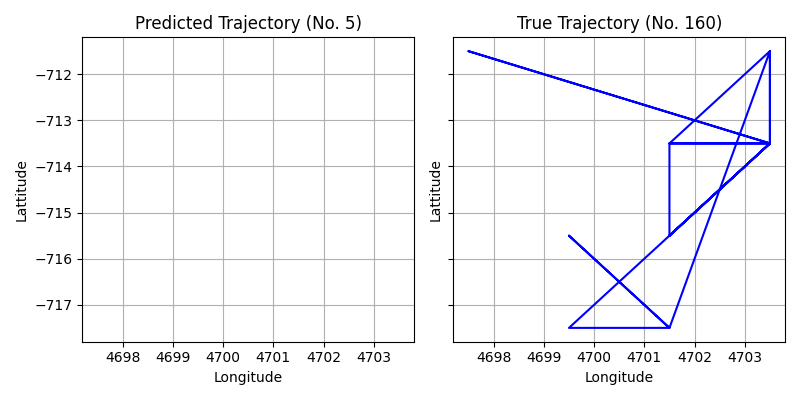 Predicted Trajectory (No. 5)
True Trajectory (No. 160)
Lattitude
−712
−713
−714
−715
−716
−717
4698 4699 4700 4701 4702 4703
Longitude
Lattitude
4698 4699 4700 4701 4702 4703
Longitude